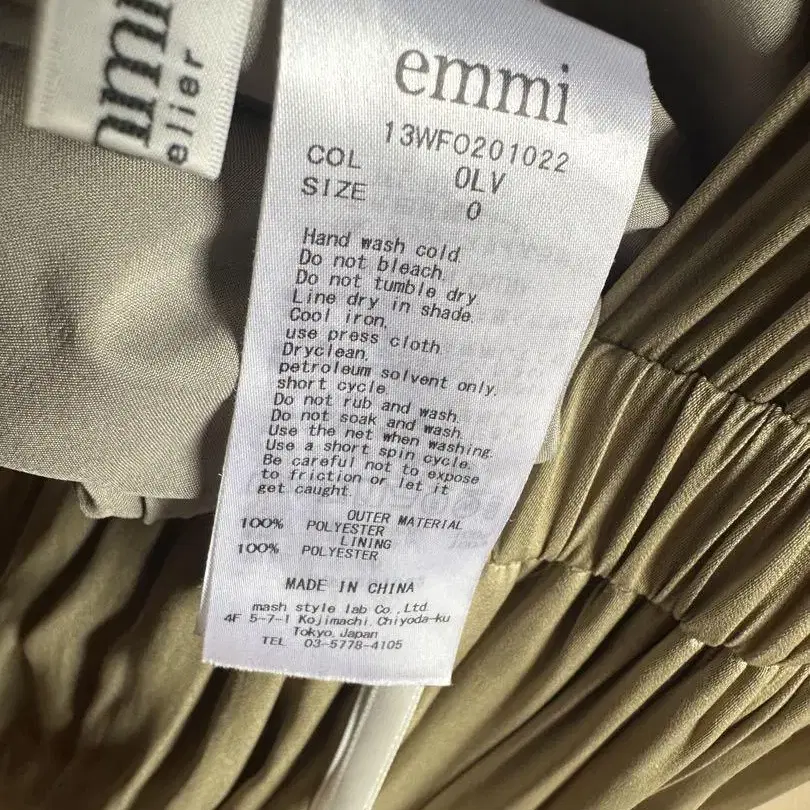 emmi
elier
emmi
13WFO201022
COL OLV
SIZE 0
Hand wash cold.
Do not bleach.
Do not tumble dry.
Line dry in shade.
Cool iron,
use press cloth.
Dryclean,
petroleum solvent only,
short cycle.
Do not rub and wash.
Do not soak and wash.
Use the net when washing.
Use a short spin cycle.
Be careful not to expose
to friction or let it
get caught.
OUTER MATERIAL
100% POLYESTER
LINING
100% POLYESTER
MADE IN CHINA
mash style lab Co.,Ltd.
4F 5-7-1 Kojimachi, Chiyoda-ku
Tokyo, Japan
TEL 03-5778-4105